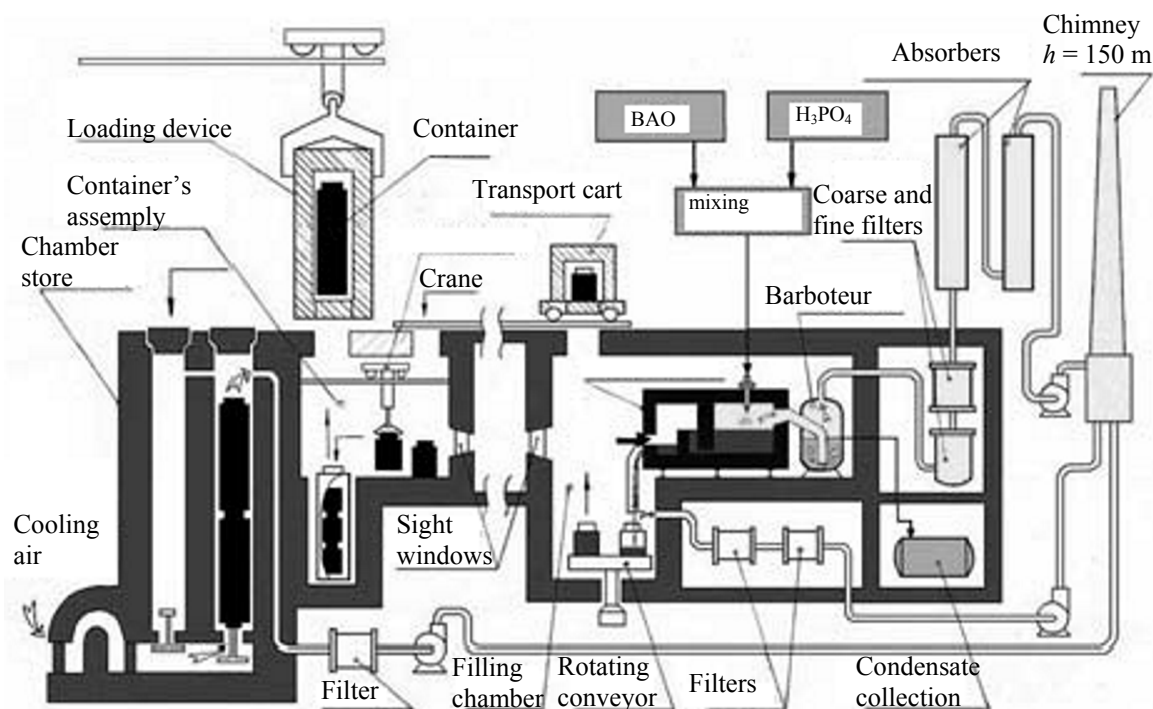 Chimney
h = 150 m
Absorbers
BAO
H₃PO₄
Loading device
Container
Container's
assemply
Transport cart
mixing
Coarse and
fine filters
Chamber
store
Crane
Barboteur
Cooling
air
Sight
windows
Filter
Filling
chamber
Rotating
conveyor
Filters
Condensate
collection